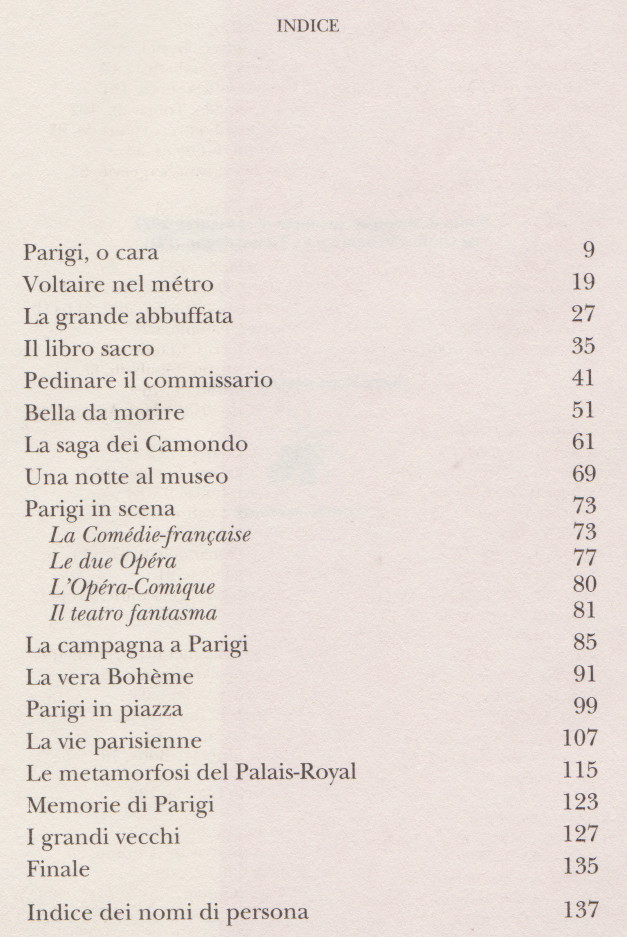 INDICE
Parigi, o cara 9
Voltaire nel métro 19
La grande abbuffata 27
Il libro sacro 35
Pedinare il commissario 41
Bella da morire 51
La saga dei Camondo 61
Una notte al museo 69
Parigi in scena 73
La Comédie-française 73
Le due Opéra 77
L'Opéra-Comique 80
Il teatro fantasma 81
La campagna a Parigi 85
La vera Bohème 91
Parigi in piazza 99
La vie parisienne 107
Le metamorfosi del Palais-Royal 115
Memorie di Parigi 123
I grandi vecchi 127
Finale 135
Indice dei nomi di persona 137